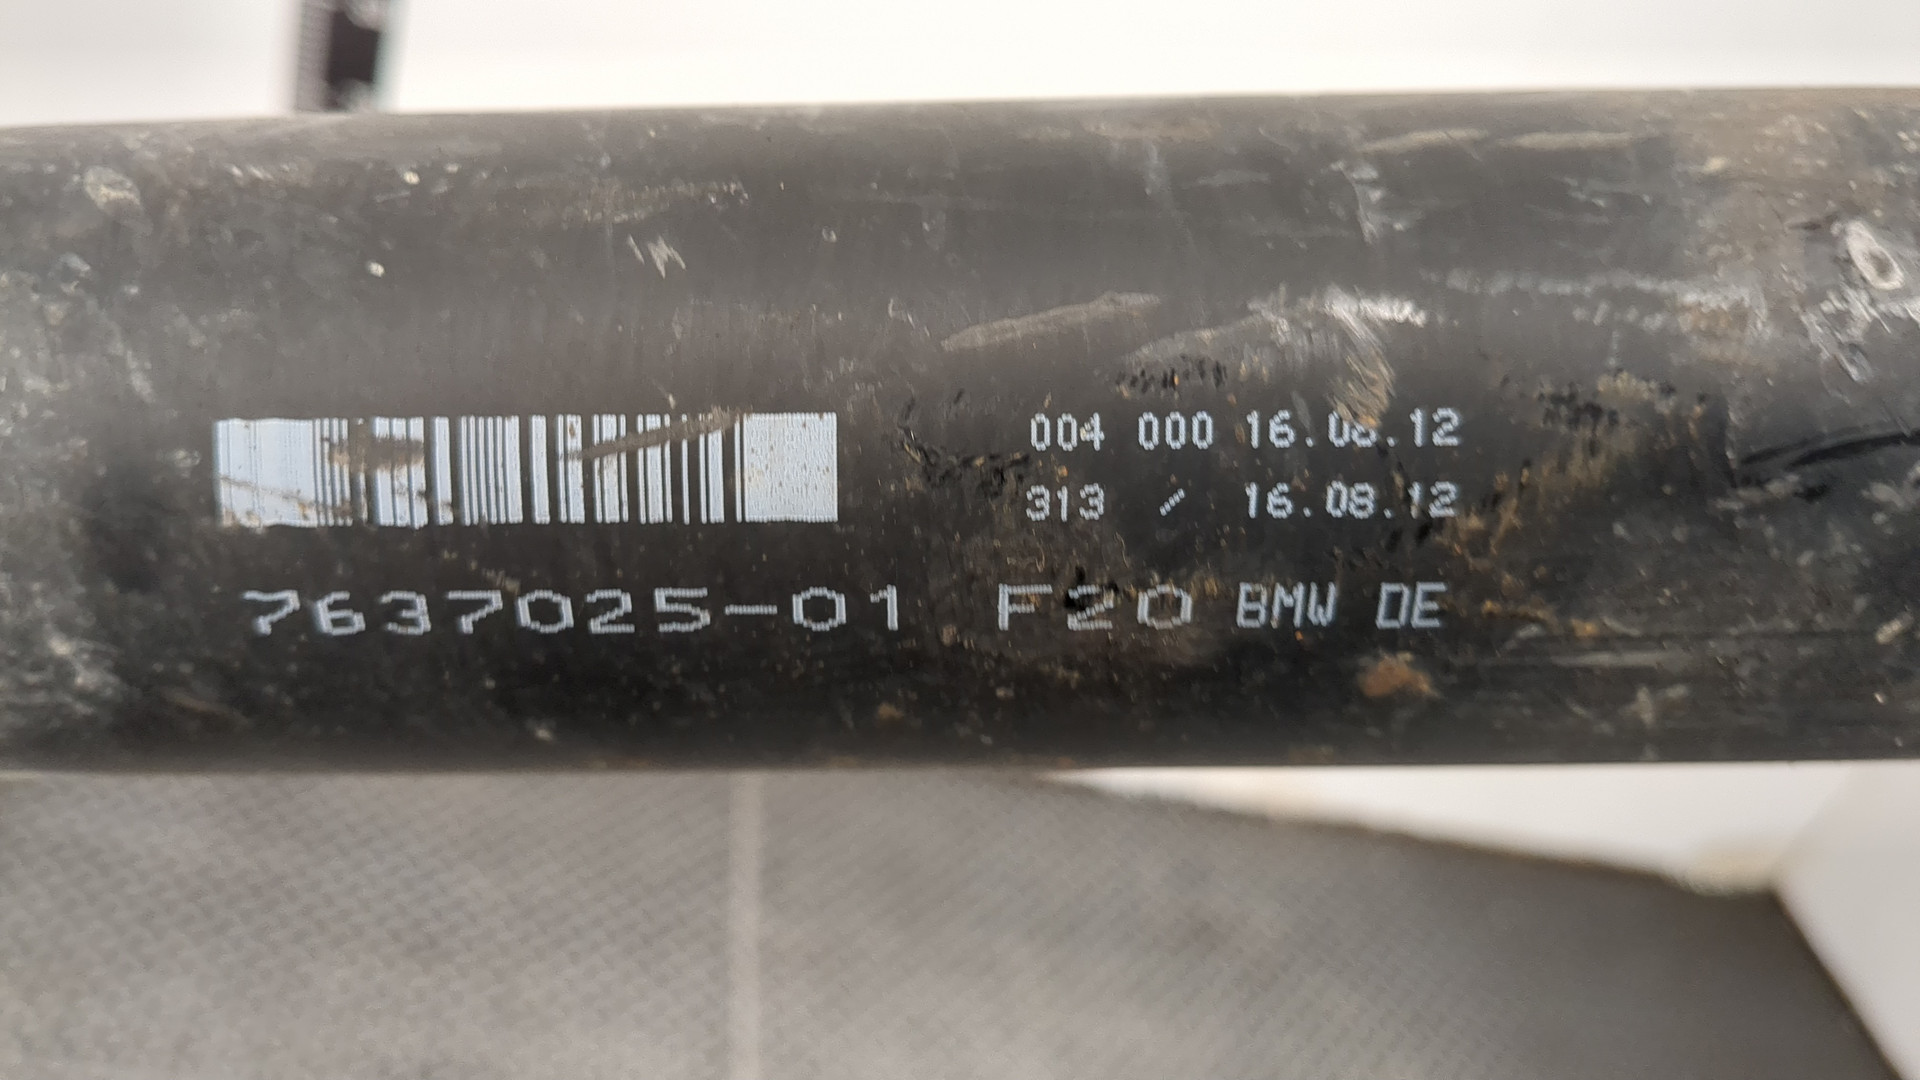 004 000 16.08.12
313 / 16.08.12
7637025-01 F20 BMW DE